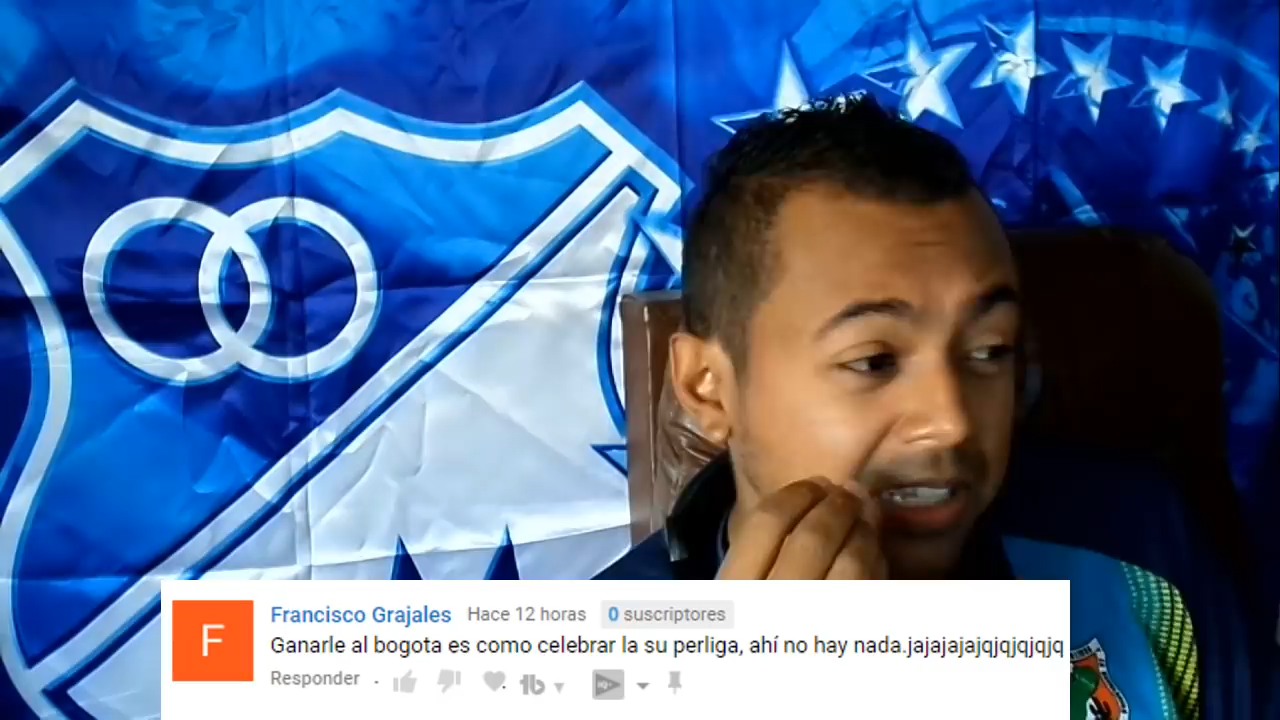 F
Francisco Grajales Hace 12 horas 0 suscriptores
Ganarle al bogota es como celebrar la su perliga, ahí no hay nada.jajajajajqjqjqjqjq
Responder